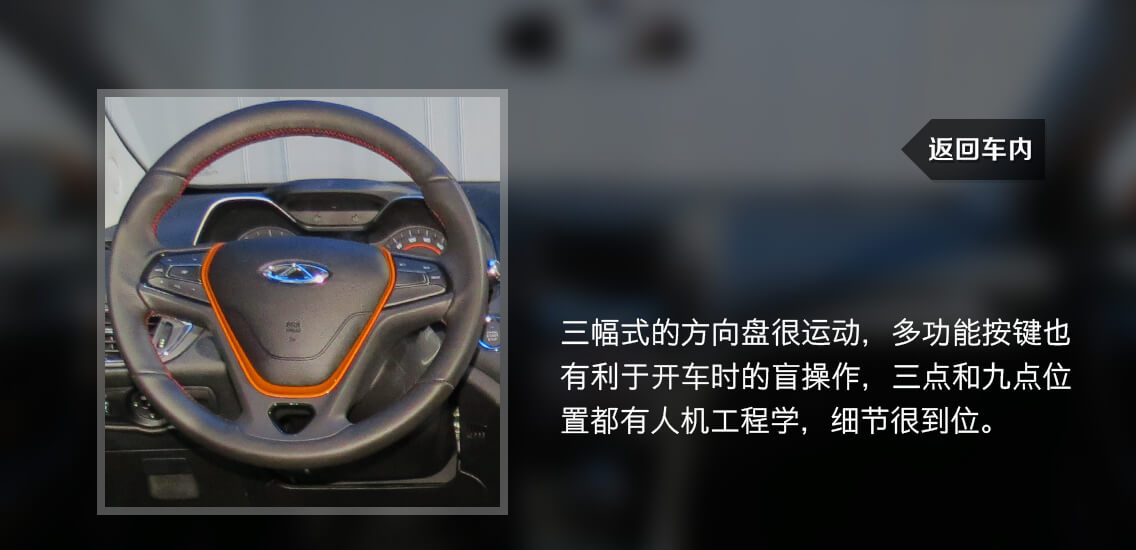 返回车内
三幅式的方向盘很运动，多功能按键也
有利于开车时的盲操作，三点和九点位
置都有人机工程学，细节很到位。